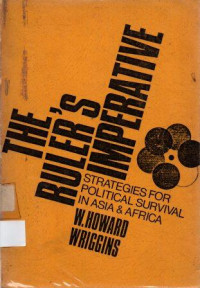 THE
RULER'S
IMPERATIVE
STRATEGIES FOR
POLITICAL SURVIVAL
IN ASIA & AFRICA
W. HOWARD
WRIGGINS